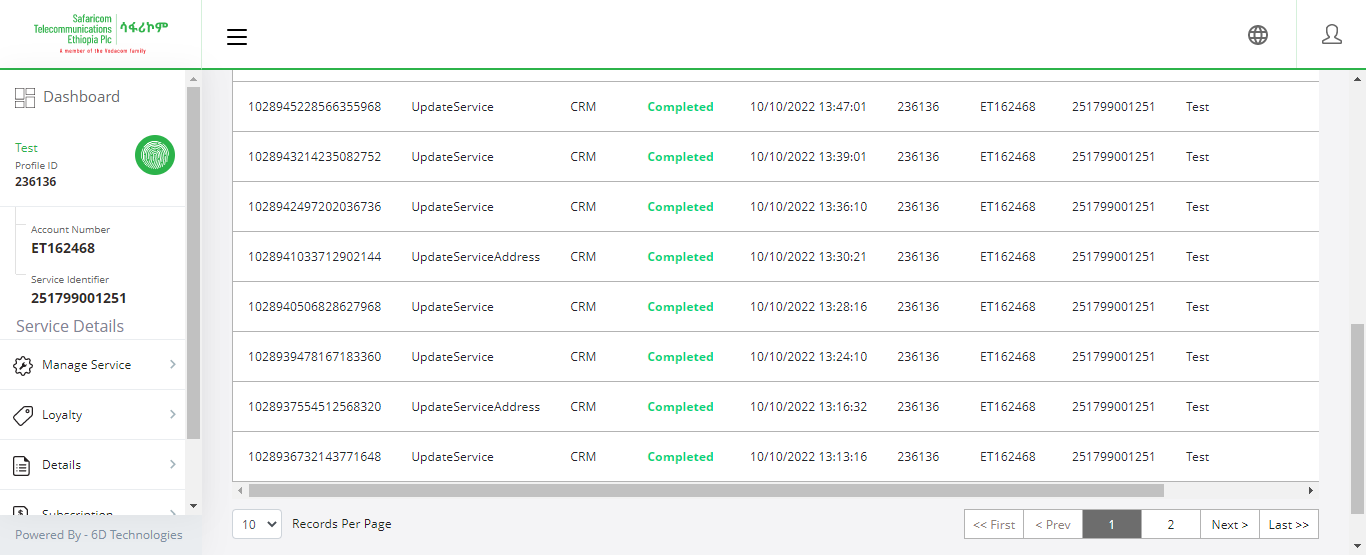 Safaricom
Telecommunications
Ethiopia Plc
ሳፋሪኮም
A member of the Vodacom family
Dashboard
Test
Profile ID
236136
Account Number
ET162468
Service Identifier
251799001251
Service Details
Manage Service
Loyalty
Details
Subscription
Powered By - 6D Technologies
1028945228566355968 UpdateService CRM Completed 10/10/2022 13:47:01 236136 ET162468 251799001251 Test
1028943214235082752 UpdateService CRM Completed 10/10/2022 13:39:01 236136 ET162468 251799001251 Test
1028942497202036736 UpdateService CRM Completed 10/10/2022 13:36:10 236136 ET162468 251799001251 Test
1028941033712902144 UpdateServiceAddress CRM Completed 10/10/2022 13:30:21 236136 ET162468 251799001251 Test
1028940506828627968 UpdateService CRM Completed 10/10/2022 13:28:16 236136 ET162468 251799001251 Test
1028939478167183360 UpdateService CRM Completed 10/10/2022 13:24:10 236136 ET162468 251799001251 Test
1028937554512568320 UpdateServiceAddress CRM Completed 10/10/2022 13:16:32 236136 ET162468 251799001251 Test
1028936732143771648 UpdateService CRM Completed 10/10/2022 13:13:16 236136 ET162468 251799001251 Test
10 Records Per Page << First < Prev 1 2 Next > Last >>